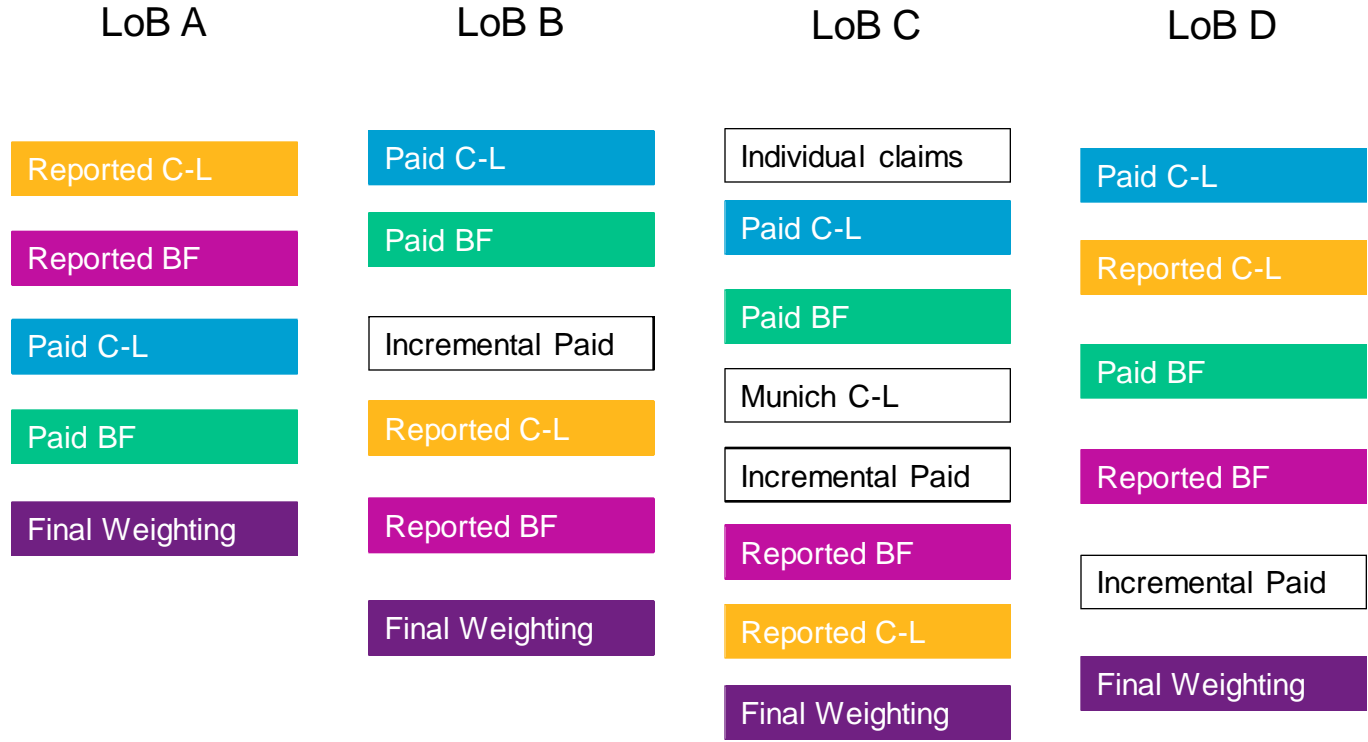 LoB A
Reported C-L
Reported BF
Paid C-L
Paid BF
Final Weighting
LoB B
Paid C-L
Paid BF
Incremental Paid
Reported C-L
Reported BF
Final Weighting
LoB C
Individual claims
Paid C-L
Paid BF
Munich C-L
Incremental Paid
Reported BF
Reported C-L
Final Weighting
LoB D
Paid C-L
Reported C-L
Paid BF
Reported BF
Incremental Paid
Final Weighting